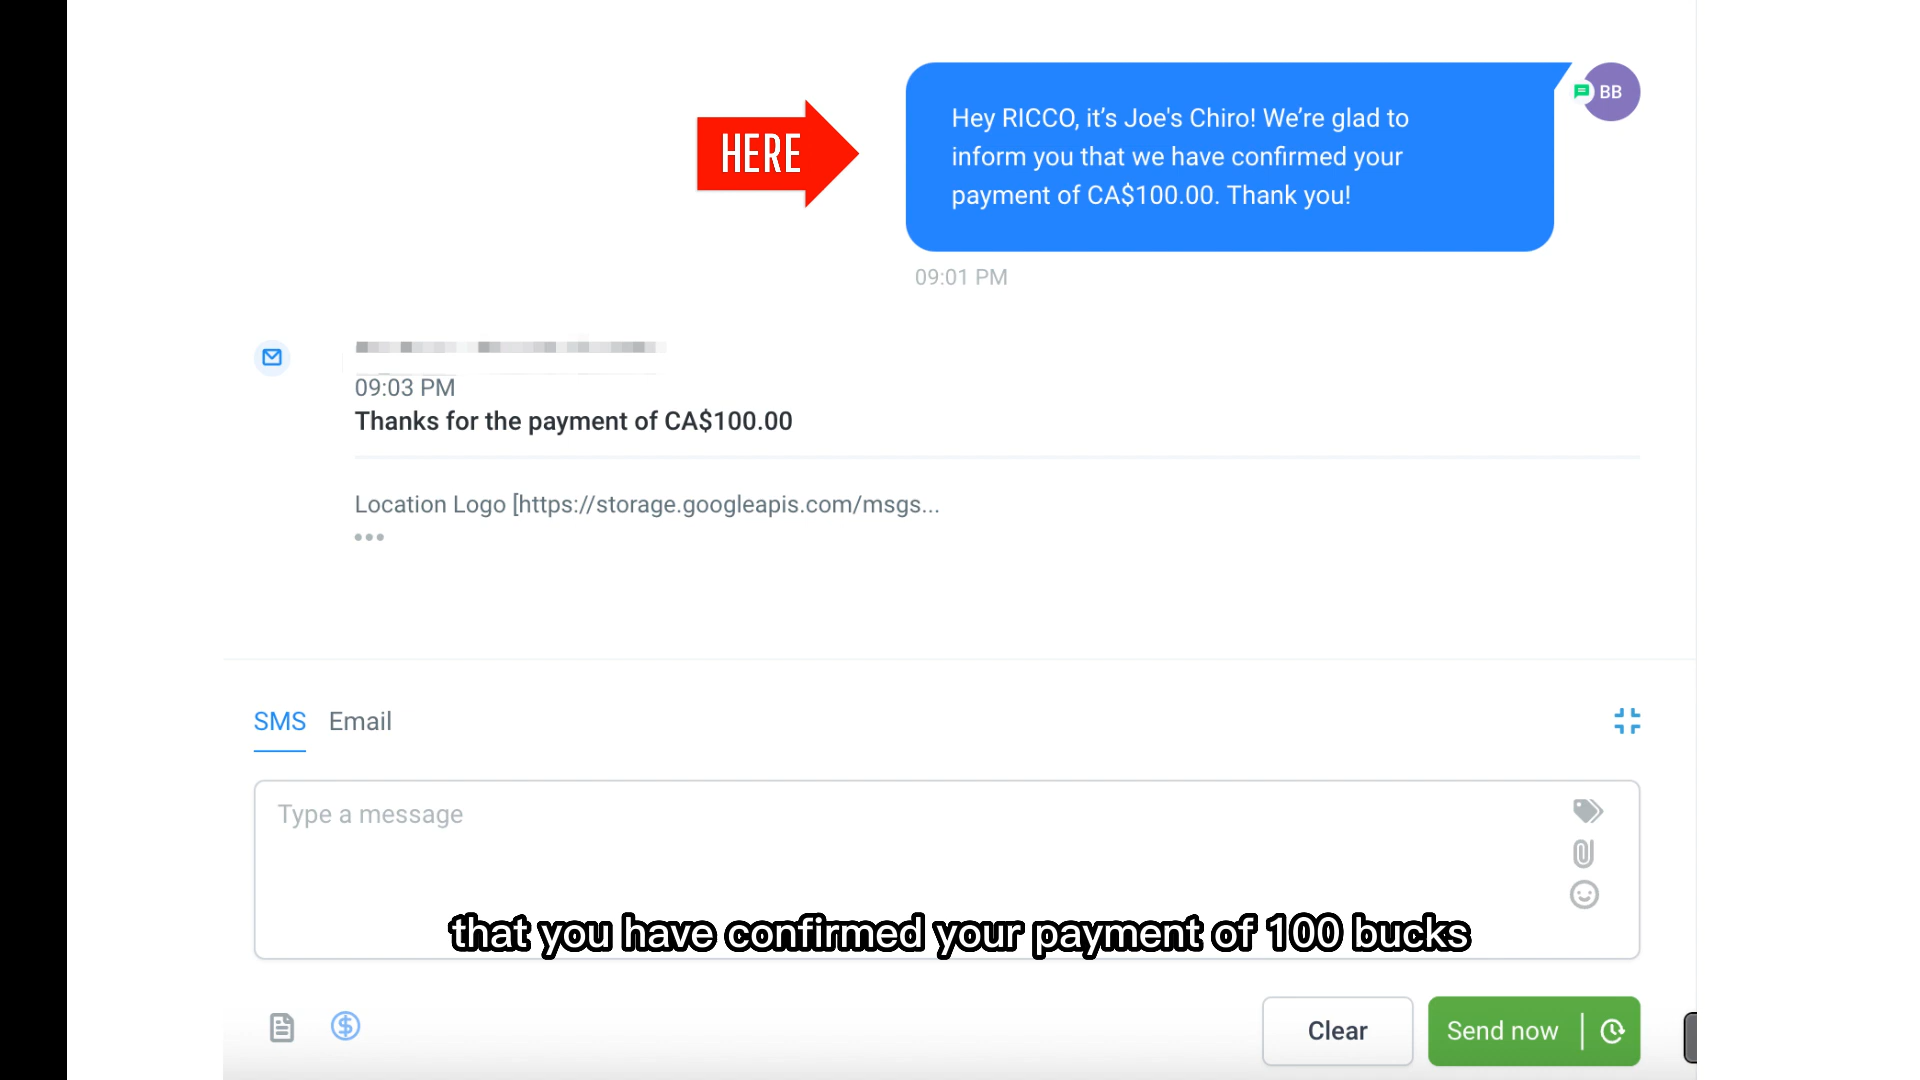 Hey RICCO, it’s Joe's Chiro! We’re glad to
inform you that we have confirmed your
payment of CA$100.00. Thank you!
BB
HERE
09:01 PM
09:03 PM
Thanks for the payment of CA$100.00
Location Logo [https://storage.googleapis.com/msgs...
SMS Email
Type a message
that you have confirmed your payment of 100 bucks
Clear
Send now